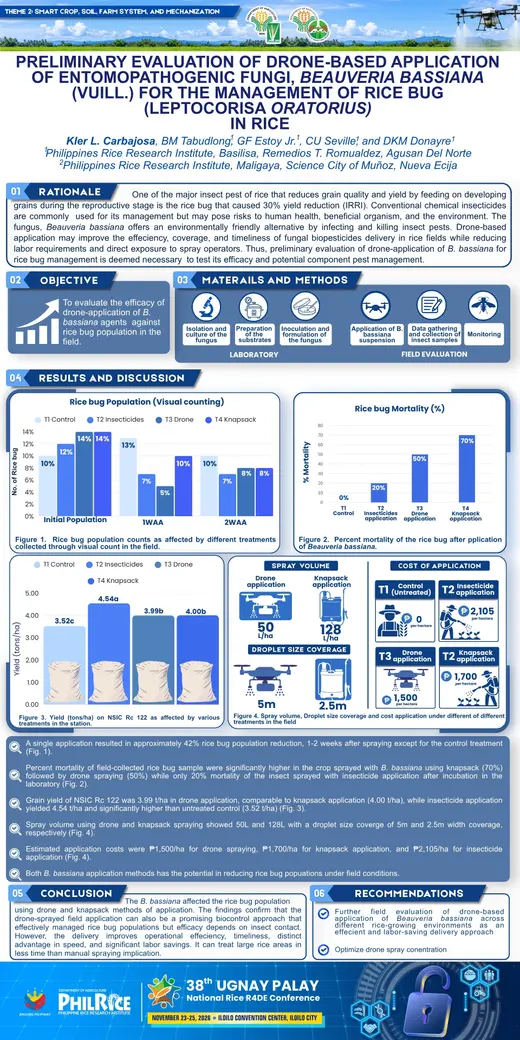 THEME 2: SMART CROP, SOIL, FARM SYSTEM, AND MECHANIZATION
PRELIMINARY EVALUATION OF DRONE-BASED APPLICATION
OF ENTOMOPATHOGENIC FUNGI, BEAUVERIA BASSIANA
(VUILL.) FOR THE MANAGEMENT OF RICE BUG
(LEPTOCORISA ORATORIUS)
IN RICE
Kler L. Carbajosa, BM Tabudlong¹, GF Estoy Jr.¹, CU Seville¹, and DKM Donayre¹
¹Philippines Rice Research Institute, Basilisa, Remedios T. Romualdez, Agusan Del Norte
²Philippines Rice Research Institute, Maligaya, Science City of Muñoz, Nueva Ecija
01 RATIONALE
One of the major insect pest of rice that reduces grain quality and yield by feeding on developing
grains during the reproductive stage is the rice bug that caused 30% yield reduction (IRRI). Conventional chemical insecticides
are commonly used for its management but may pose risks to human health, beneficial organism, and the environment. The
fungus, Beauveria bassiana offers an environmentally friendly alternative by infecting and killing insect pests. Drone-based
application may improve the effeciency, coverage, and timeliness of fungal biopesticides delivery in rice fields while reducing
labor requirements and direct exposure to spray operators. Thus, preliminary evaluation of drone-application of B. bassiana for
rice bug management is deemed necessary to test its efficacy and potential component pest management.
02 OBJECTIVE
To evaluate the efficacy of
drone-application of B.
bassiana agents against
rice bug population in the
field.
03 MATERAILS AND METHODS
Isolation and
culture of the
fungus
Preparation
of the
substrates
Inoculation and
formulation of
the fungus
Application of B.
bassiana
suspension
Data gathering
and collection of
insect samples
Monitoring
LABORATORY
FIELD EVALUATION
04 RESULTS AND DISCUSSION
Rice bug Population (Visual counting)
T1 Control T2 Insecticides T3 Drone T4 Knapsack
No. of Rice bug
14%
12%
10%
8%
6%
4%
2%
0%
10% 12% 14% 14%
13% 7% 5% 10%
10% 7% 8% 8%
Initial Population 1WAA 2WAA
Figure 1. Rice bug population counts as affected by different treatments
collected through visual count in the field.
Rice bug Mortality (%)
% Mortality
80
70
60
50
40
30
20
10
0
0% 20% 50% 70%
T1
Control
T2
Insecticides
application
T3
Drone
application
T4
Knapsack
application
Figure 2. Percent mortality of the rice bug after pplication
of Beauveria bassiana.
T1 Control T2 Insecticides T3 Drone
T4 Knapsack
Yield (tons/ha)
5.00
4.00
3.00
2.00
1.00
0.00
3.52c 4.54a 3.99b 4.00b
Figure 3. Yield (tons/ha) on NSIC Rc 122 as affected by various
treatments in the station.
SPRAY VOLUME
Drone
application
Knapsack
application
50
L/ha
128
L/ha
DROPLET SIZE COVERAGE
5m 2.5m
COST OF APPLICATION
T1 Control
(Untreated)
₱ 0
per hectare
T2 Insecticide
application
₱ 2,105
per hectare
T3 Drone
application
₱ 1,500
per hectare
T2 Knapsack
application
₱ 1,700
per hectare
Figure 4. Spray volume, Droplet size coverage and cost application under different of different
treatments in the field
A single application resulted in approximately 42% rice bug population reduction, 1-2 weeks after spraying except for the control treatment
(Fig. 1).
Percent mortality of field-collected rice bug sample were significantly higher in the crop sprayed with B. bassiana using knapsack (70%)
followed by drone spraying (50%) while only 20% mortality of the insect sprayed with insecticide application after incubation in the
laboratory (Fig. 2).
Grain yield of NSIC Rc 122 was 3.99 t/ha in drone application, comparable to knapsack application (4.00 t/ha), while insecticide application
yielded 4.54 t/ha and significantly higher than untreated control (3.52 t/ha) (Fig. 3).
Spray volume using drone and knapsack spraying showed 50L and 128L with a droplet size coverge of 5m and 2.5m width coverage,
respectively (Fig. 4).
Estimated application costs were ₱1,500/ha for drone spraying, ₱1,700/ha for knapsack application, and ₱2,105/ha for insecticide
application (Fig. 4).
Both B. bassiana application methods has the potential in reducing rice bug popuations under field conditions.
05 CONCLUSION
The B. bassiana affected the rice bug population
using drone and knapsack methods of application. The findings confirm that the
drone-sprayed field application can also be a promising biocontrol approach that
effectively managed rice bug populations but efficacy depends on insect contact.
However, the delivery improves operational effeciency, timeliness, distinct
advantage in speed, and significant labor savings. It can treat large rice areas in
less time than manual spraying implication.
06 RECOMMENDATIONS
Further field evaluation of drone-based
application of Beauveria bassiana across
different rice-growing environments as an
effecient and labor-saving delivery approach
Optimize drone spray conentration
BAGONG PILIPINAS
DEPARTMENT OF AGRICULTURE
PHILRICE
PHILIPPINE RICE RESEARCH INSTITUTE
38th UGNAY PALAY
National Rice R4DE Conference
NOVEMBER 23-25, 2026 • ILOILO CONVENTION CENTER, ILOILO CITY